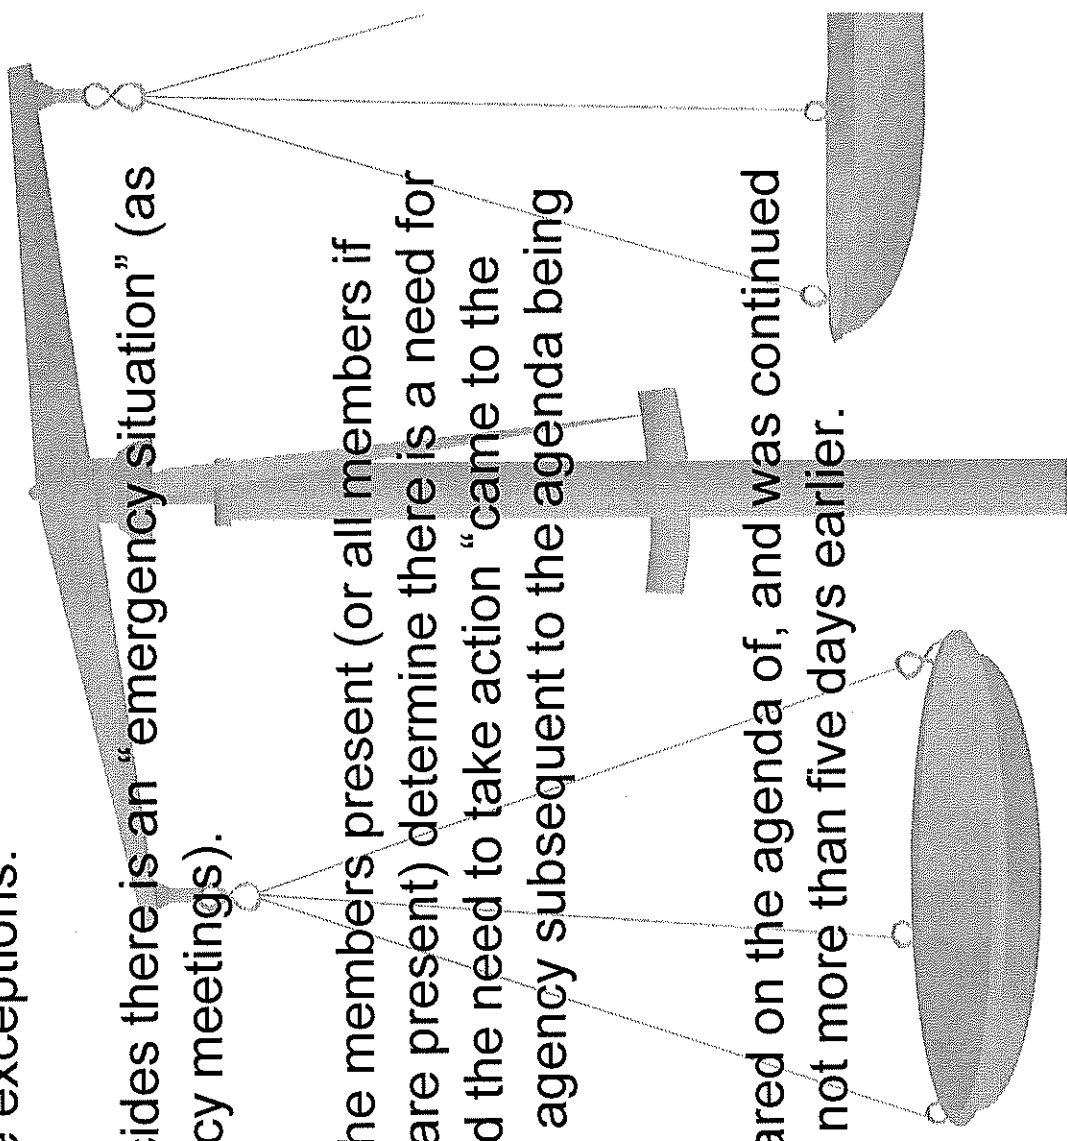 e exceptions.
cides there is an “emergency situation” (as
cy meetings).
he members present (or all members if
are present) determine there is a need for
d the need to take action “came to the
agency subsequent to the agenda being
ared on the agenda of, and was continued
not more than five days earlier.